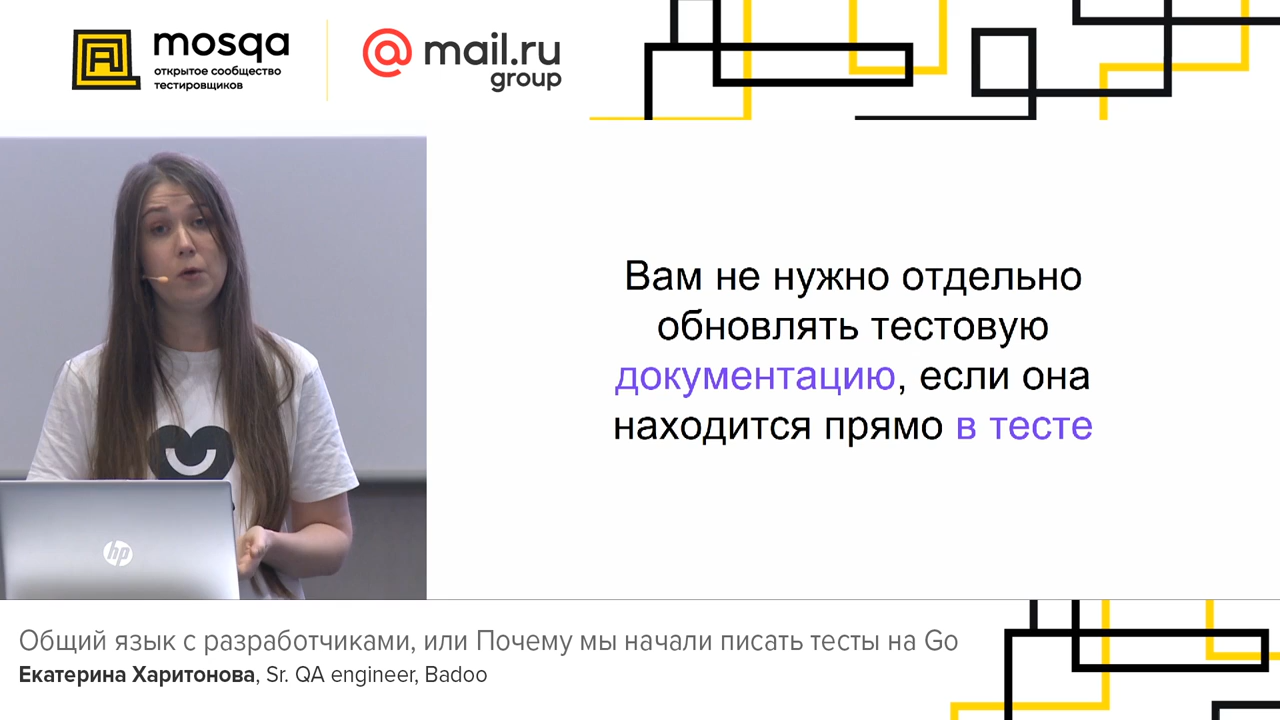 mosqa
открытое сообщество
тестировщиков
@mail.ru
group
Вам не нужно отдельно
обновлять тестовую
документацию, если она
находится прямо в тесте
hp
Общий язык с разработчиками, или Почему мы начали писать тесты на Go
Екатерина Харитонова, Sr. QA engineer, Badoo